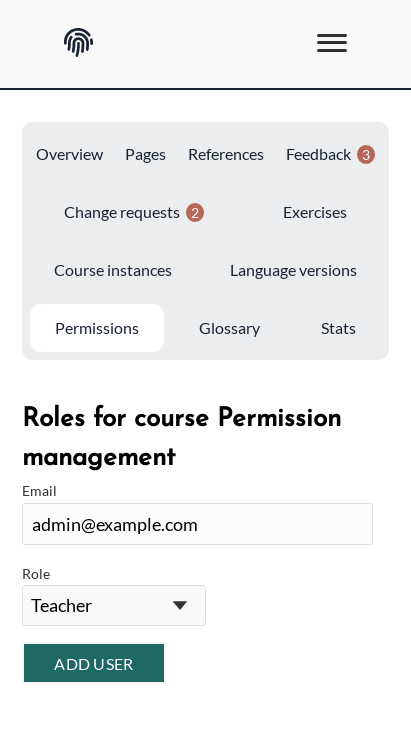 Overview Pages References Feedback 3
Change requests 2 Exercises
Course instances Language versions
Permissions Glossary Stats
Roles for course Permission
management
Email
admin@example.com
Role
Teacher
ADD USER